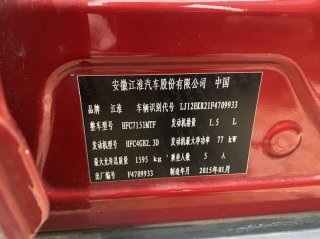 安徽江淮汽车股份有限公司 中国
品牌 江淮 车辆识别代号 LJ12HKR21F4709933
整车型号 HFC7151MTF 发动机排量 1.5 L
发动机型号 HFC4GB2.3D 发动机最大净功率 77 kW
最大允许总质量 1595 kg 乘坐人数 5 人
出厂编号 F4709933 制造年月 2015年01月